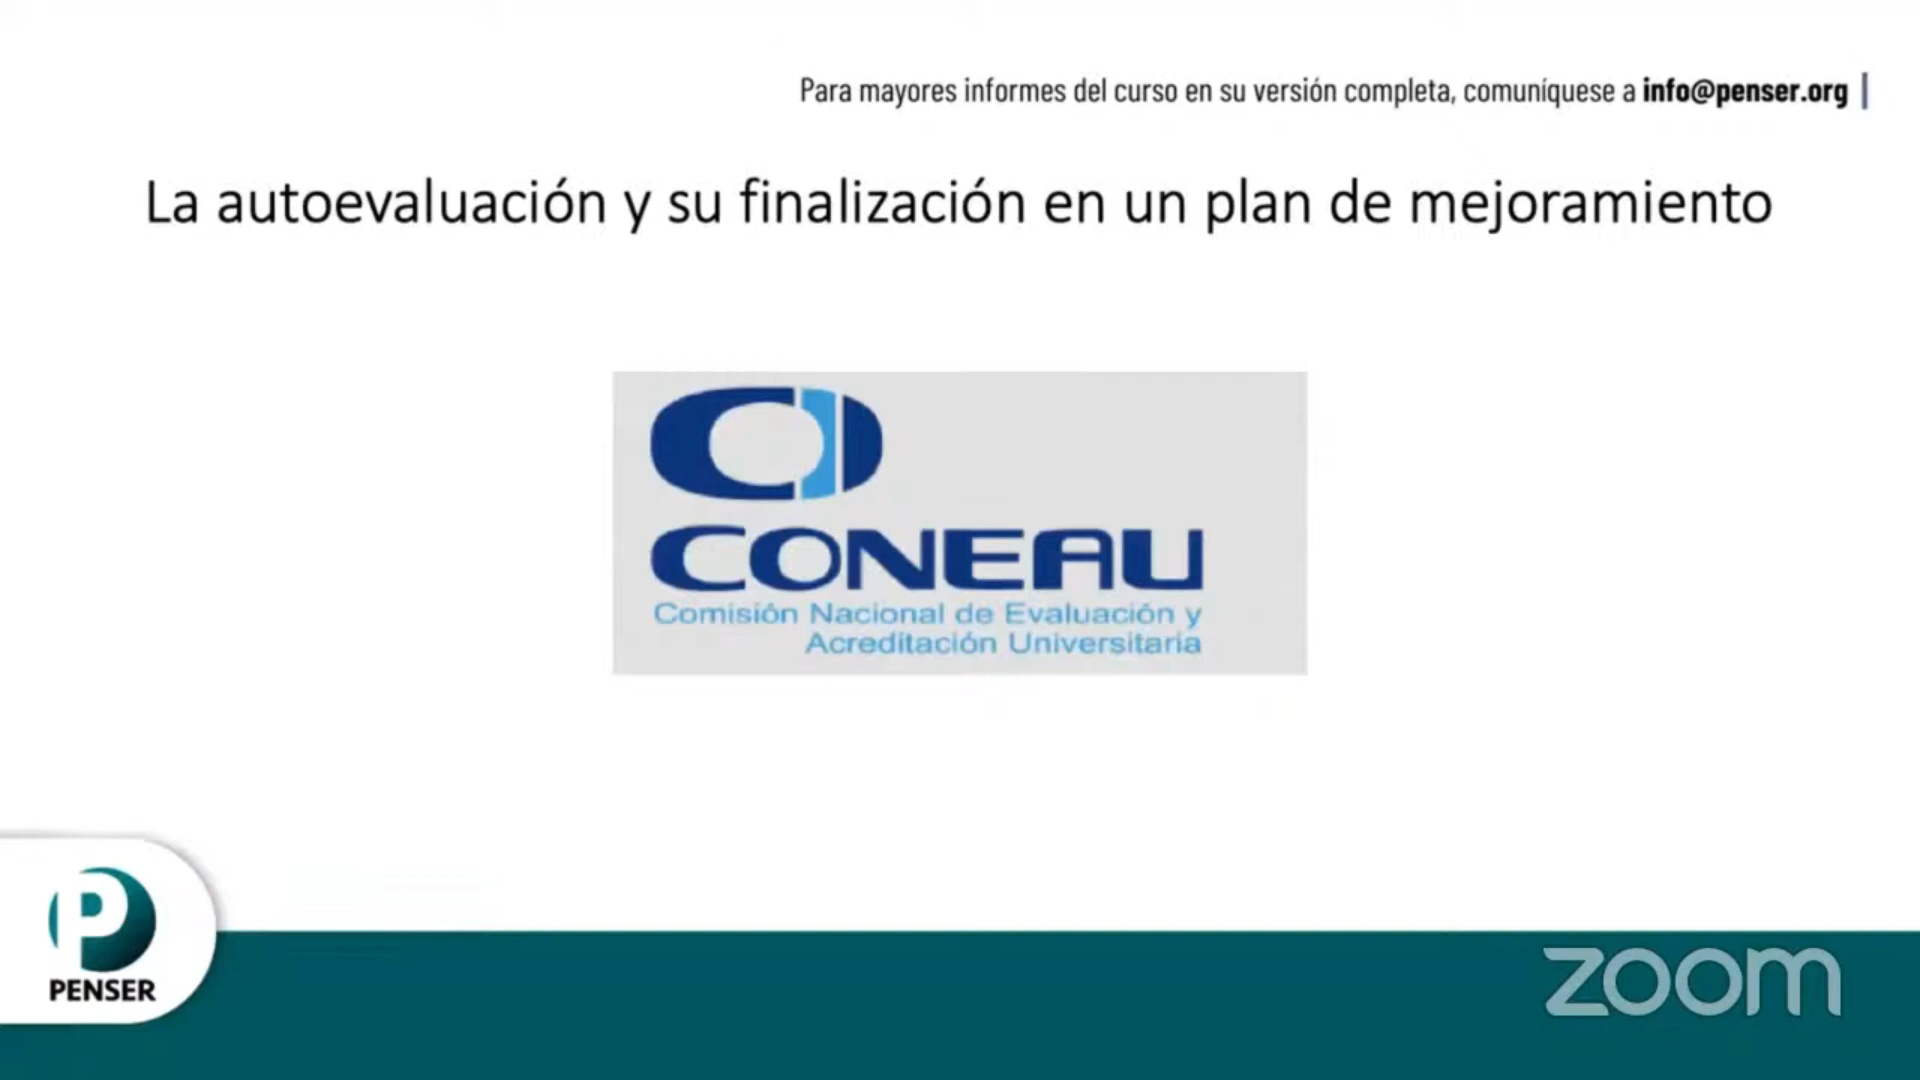 Para mayores informes del curso en su versión completa, comuníquese a info@penser.org
La autoevaluación y su finalización en un plan de mejoramiento
CONEAU
Comisión Nacional de Evaluación y
Acreditación Universitaria
P
PENSER
zoom